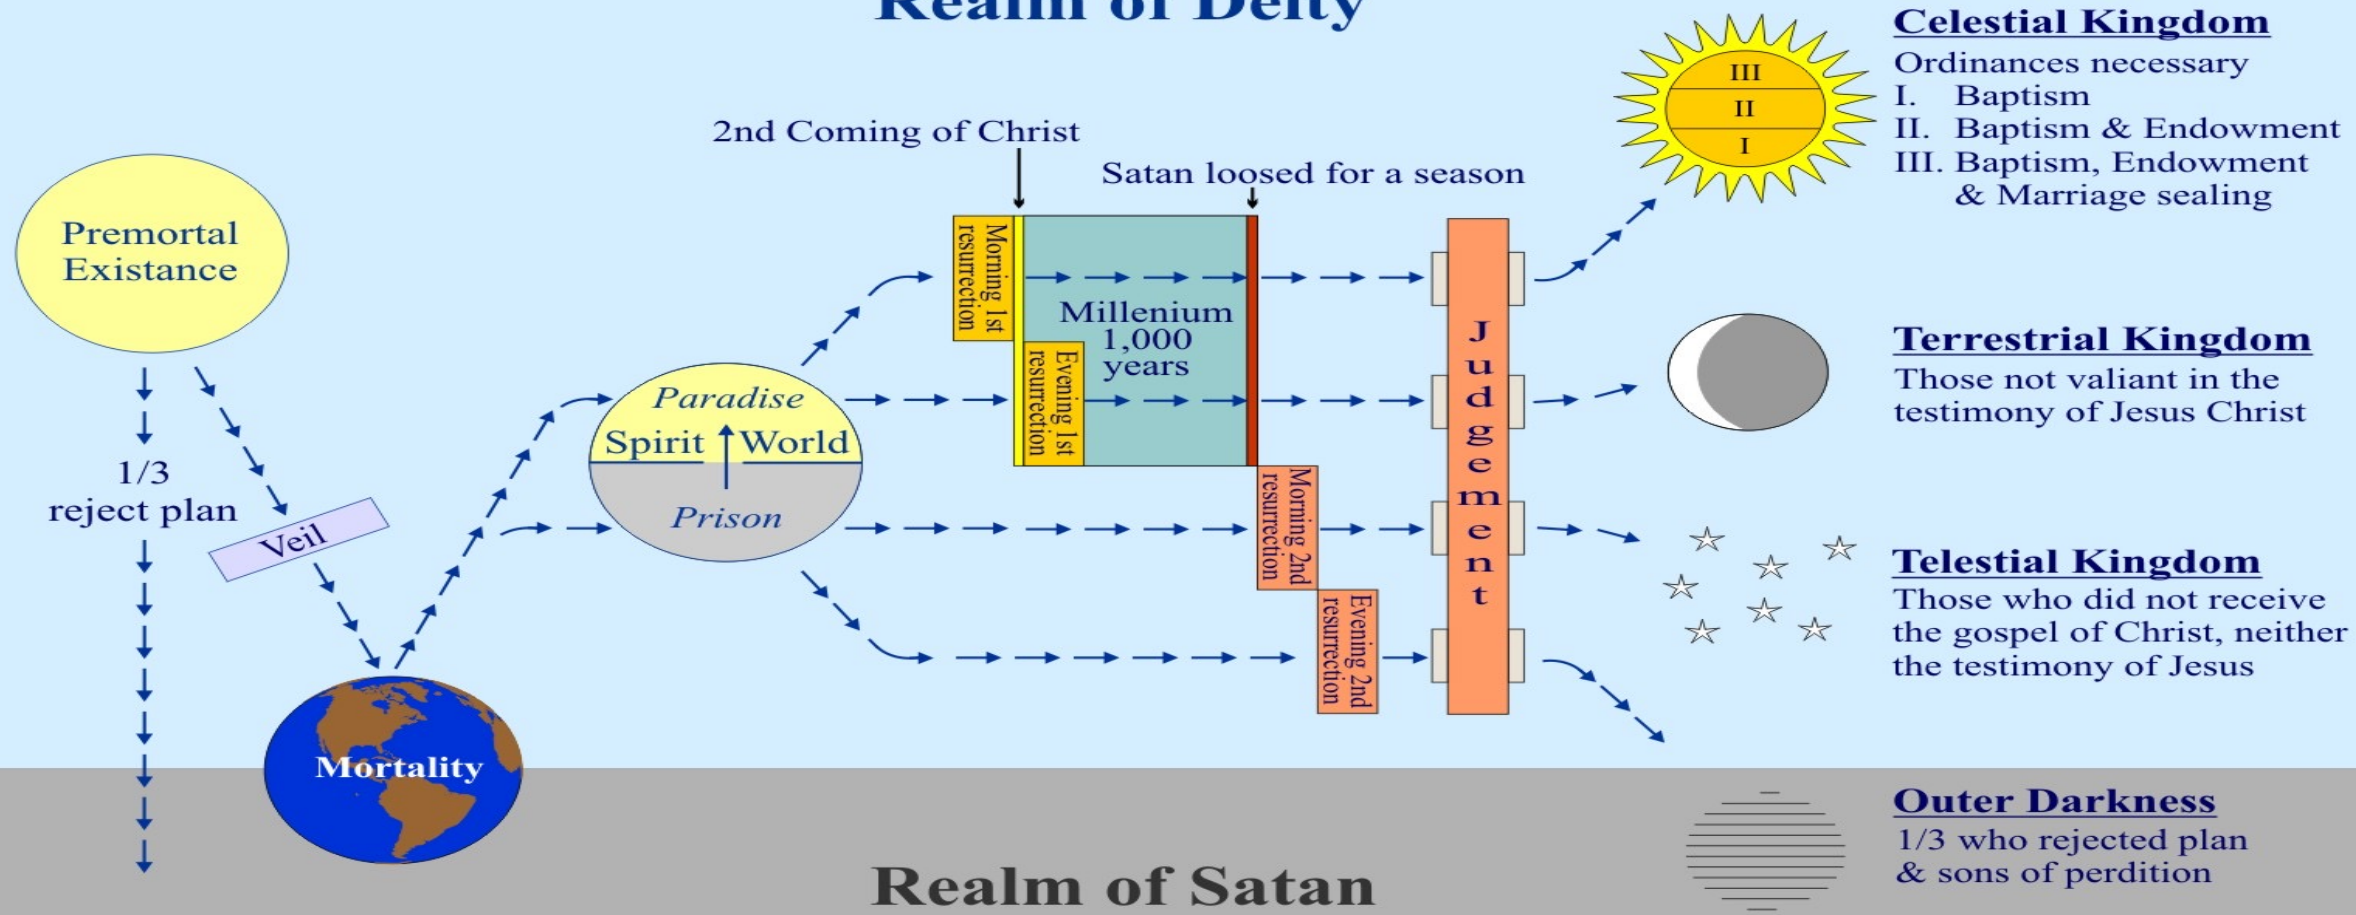 Realm of Deity
Celestial Kingdom
Ordinances necessary
I. Baptism
II. Baptism & Endowment
III. Baptism, Endowment
& Marriage sealing
III
II
I
2nd Coming of Christ
Satan loosed for a season
Premortal
Existance
1/3
reject plan
Veil
Mortality
Paradise
Spirit World
Prison
Morning 1st
resurrection
Evening 1st
resurrection
Millenium
1,000
years
Morning 2nd
resurrection
Evening 2nd
resurrection
Judgement
Terrestrial Kingdom
Those not valiant in the
testimony of Jesus Christ
Telestial Kingdom
Those who did not receive
the gospel of Christ, neither
the testimony of Jesus
Outer Darkness
1/3 who rejected plan
& sons of perdition
Realm of Satan